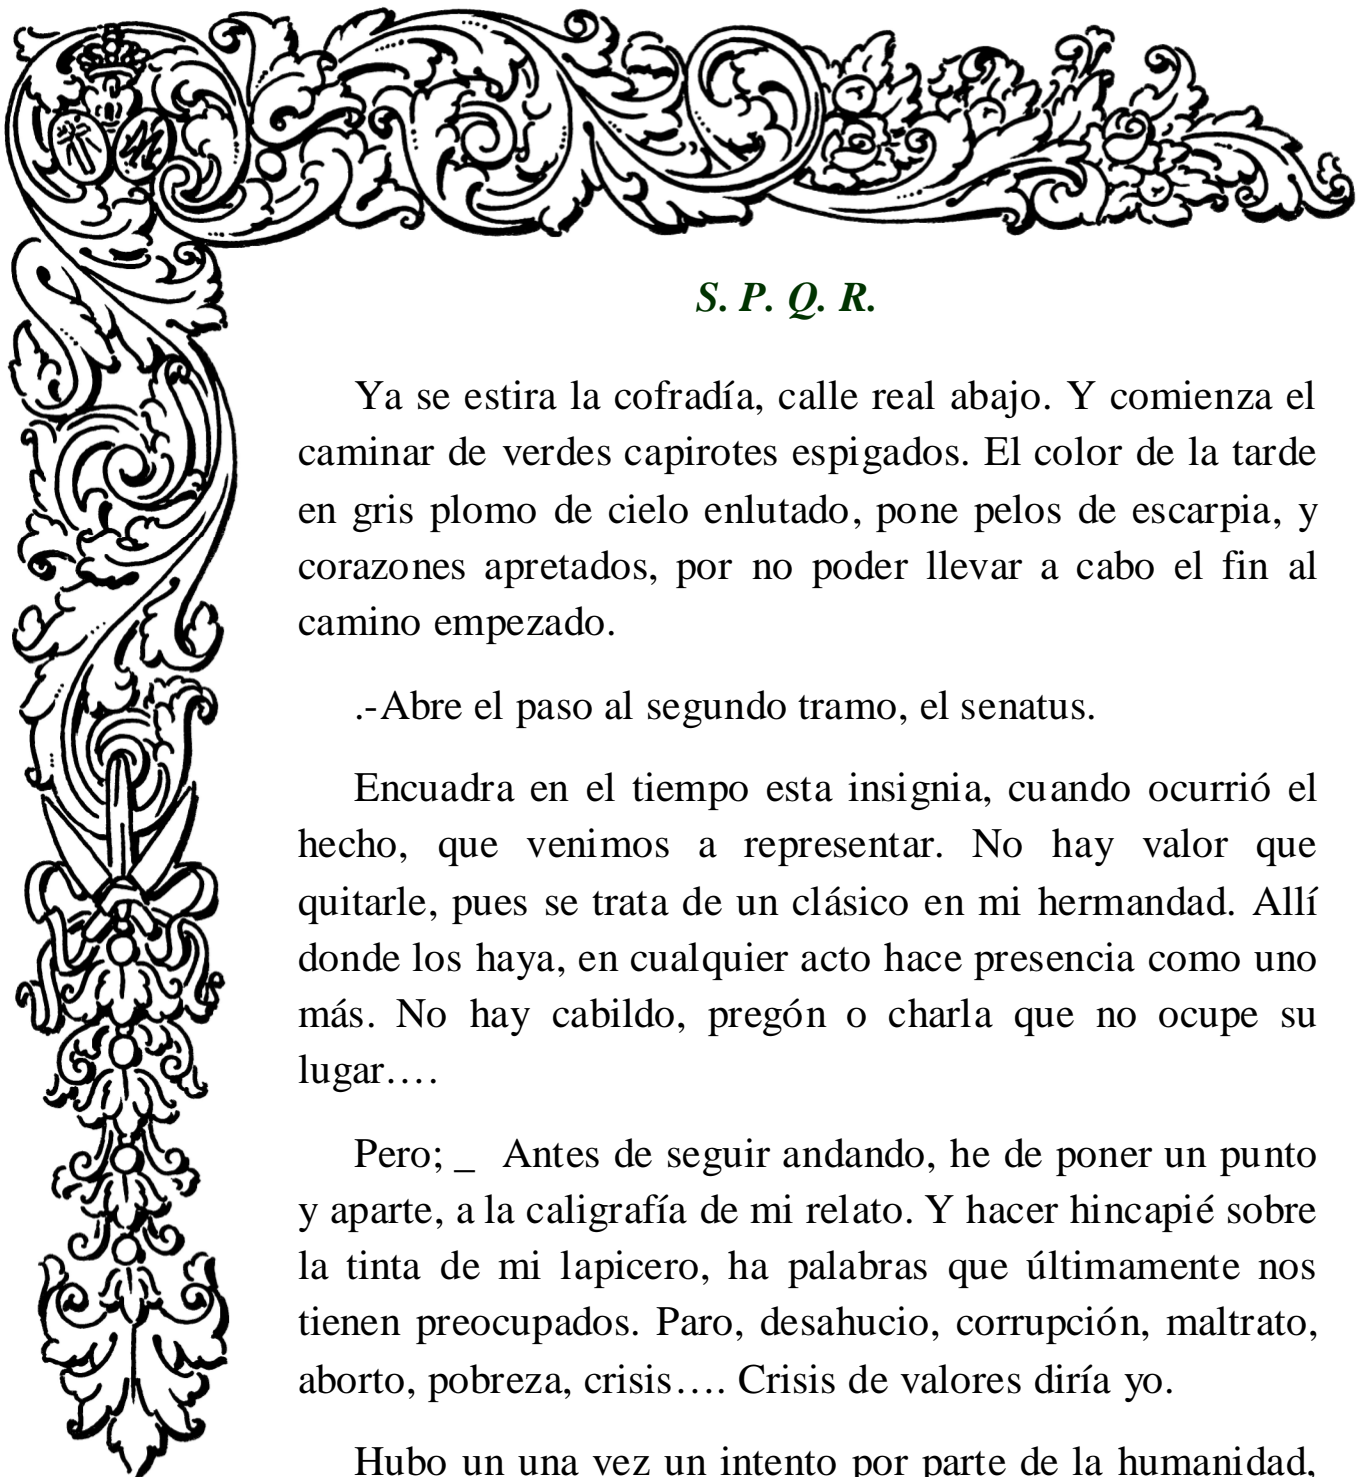 S. P. Q. R.
Ya se estira la cofradía, calle real abajo. Y comienza el
caminar de verdes capirotes espigados. El color de la tarde
en gris plomo de cielo enlutado, pone pelos de escarpia, y
corazones apretados, por no poder llevar a cabo el fin al
camino empezado.
.-Abre el paso al segundo tramo, el senatus.
Encuadra en el tiempo esta insignia, cuando ocurrió el
hecho, que venimos a representar. No hay valor que
quitarle, pues se trata de un clásico en mi hermandad. Allí
donde los haya, en cualquier acto hace presencia como uno
más. No hay cabildo, pregón o charla que no ocupe su
lugar….
Pero; _ Antes de seguir andando, he de poner un punto
y aparte, a la caligrafía de mi relato. Y hacer hincapié sobre
la tinta de mi lapicero, ha palabras que últimamente nos
tienen preocupados. Paro, desahucio, corrupción, maltrato,
aborto, pobreza, crisis…. Crisis de valores diría yo.
Hubo un una vez un intento por parte de la humanidad,